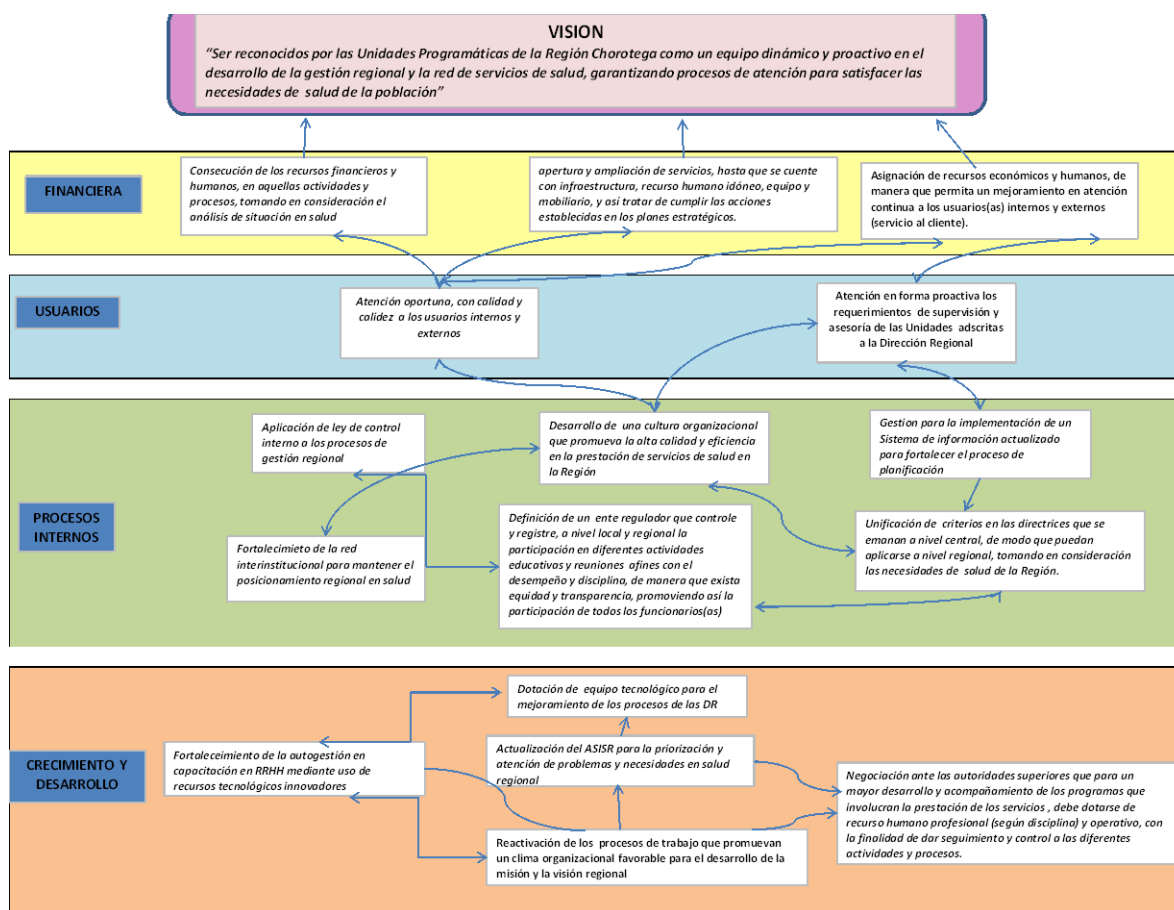 VISION
“Ser reconocidos por las Unidades Programáticas de la Región Chorotega como un equipo dinámico y proactivo en el
desarrollo de la gestión regional y la red de servicios de salud, garantizando procesos de atención para satisfacer las
necesidades de salud de la población”
FINANCIERA
Consecución de los recursos financieros y
humanos, en aquellas actividades y
procesos, tomando en consideración el
análisis de situación en salud
apertura y ampliación de servicios, hasta que se cuente
con infraestructura, recurso humano idóneo, equipo y
mobiliario, y así tratar de cumplir las acciones
establecidas en los planes estratégicos.
Asignación de recursos económicos y humanos, de
manera que permita un mejoramiento en atención
continua a los usuarios(as) internos y externos
(servicio al cliente).
USUARIOS
Atención oportuna, con calidad y
calidez a los usuarios internos y
externos
Atención en forma proactiva los
requerimientos de supervisión y
asesoría de las Unidades adscritas
a la Dirección Regional
PROCESOS
INTERNOS
Aplicación de ley de control
interno a los procesos de
gestión regional
Desarrollo de una cultura organizacional
que promueva la alta calidad y eficiencia
en la prestación de servicios de salud en
la Región
Gestion para la implementación de un
Sistema de información actualizado
para fortalecer el proceso de
planificación
Fortalecimieto de la red
interinstitucional para mantener el
posicionamiento regional en salud
Definición de un ente regulador que controle
y registre, a nivel local y regional la
participación en diferentes actividades
educativas y reuniones afines con el
desempeño y disciplina, de manera que exista
equidad y transparencia, promoviendo así la
participación de todos los funcionarios(as)
Unificación de criterios en las directrices que se
emanan a nivel central, de modo que puedan
aplicarse a nivel regional, tomando en consideración
las necesidades de salud de la Región.
CRECIMIENTO Y
DESARROLLO
Dotación de equipo tecnológico para el
mejoramiento de los procesos de las DR
Fortalecimiento de la autogestión en
capacitación en RRHH mediante uso de
recursos tecnológicos innovadores
Actualización del ASISR para la priorización y
atención de problemas y necesidades en salud
regional
Negociación ante las autoridades superiores que para un
mayor desarrollo y acompañamiento de los programas que
involucran la prestación de los servicios , debe dotarse de
recurso humano profesional (según disciplina) y operativo, con
la finalidad de dar seguimiento y control a las diferentes
actividades y procesos.
Reactivación de los procesos de trabajo que promuevan
un clima organizacional favorable para el desarrollo de la
misión y la visión regional